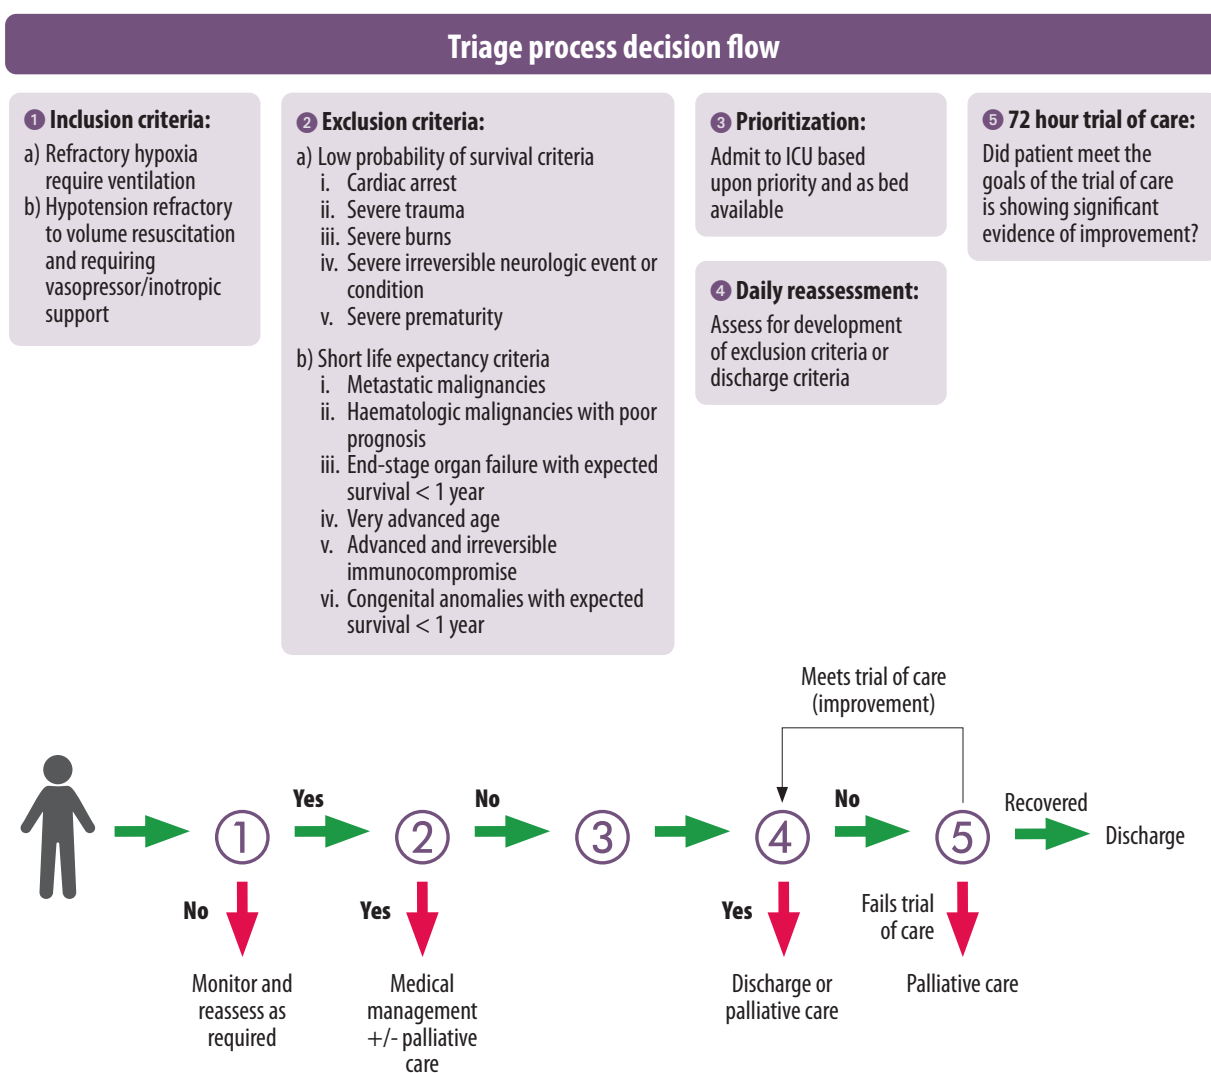 Triage process decision flow
1 Inclusion criteria:
a) Refractory hypoxia
require ventilation
b) Hypotension refractory
to volume resuscitation
and requiring
vasopressor/inotropic
support
2 Exclusion criteria:
a) Low probability of survival criteria
i. Cardiac arrest
ii. Severe trauma
iii. Severe burns
iv. Severe irreversible neurologic event or
condition
v. Severe prematurity
b) Short life expectancy criteria
i. Metastatic malignancies
ii. Haematologic malignancies with poor
prognosis
iii. End-stage organ failure with expected
survival < 1 year
iv. Very advanced age
v. Advanced and irreversible
immunocompromise
vi. Congenital anomalies with expected
survival < 1 year
3 Prioritization:
Admit to ICU based
upon priority and as bed
available
4 Daily reassessment:
Assess for development
of exclusion criteria or
discharge criteria
5 72 hour trial of care:
Did patient meet the
goals of the trial of care
is showing significant
evidence of improvement?
Meets trial of care
(improvement)
Yes
No
No
Recovered
1
2
3
4
5
Discharge
No
Yes
Yes
Fails trial
of care
Monitor and
reassess as
required
Medical
management
+/- palliative
care
Discharge or
palliative care
Palliative care